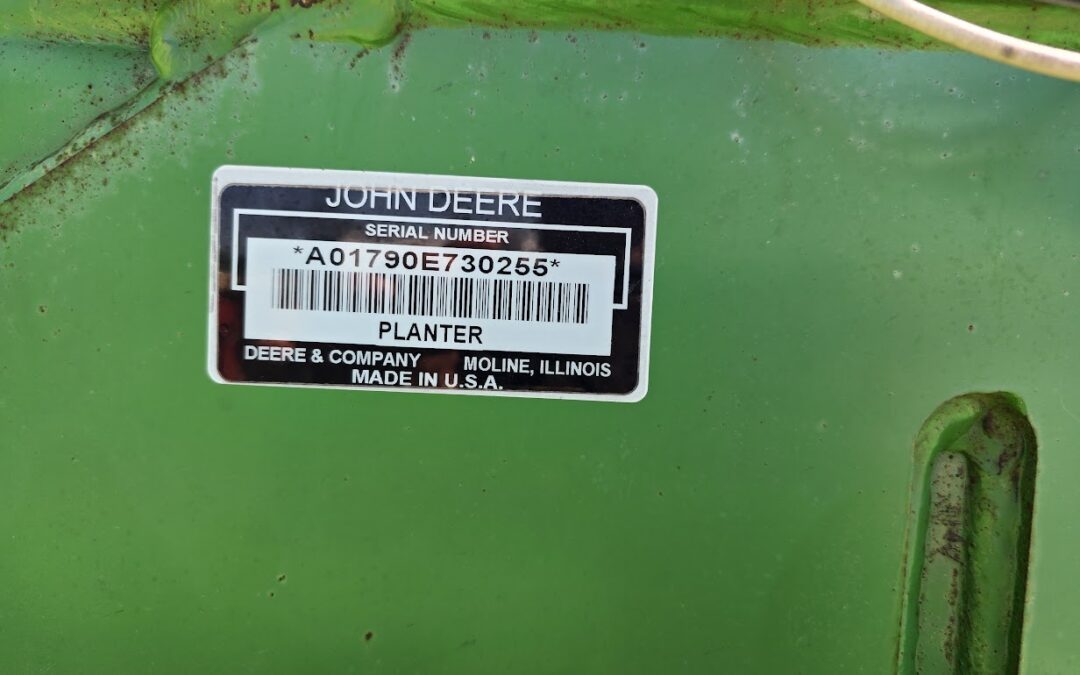 JOHN DEERE
SERIAL NUMBER
*A01790E730255*
PLANTER
DEERE & COMPANY MOLINE, ILLINOIS
MADE IN U.S.A.